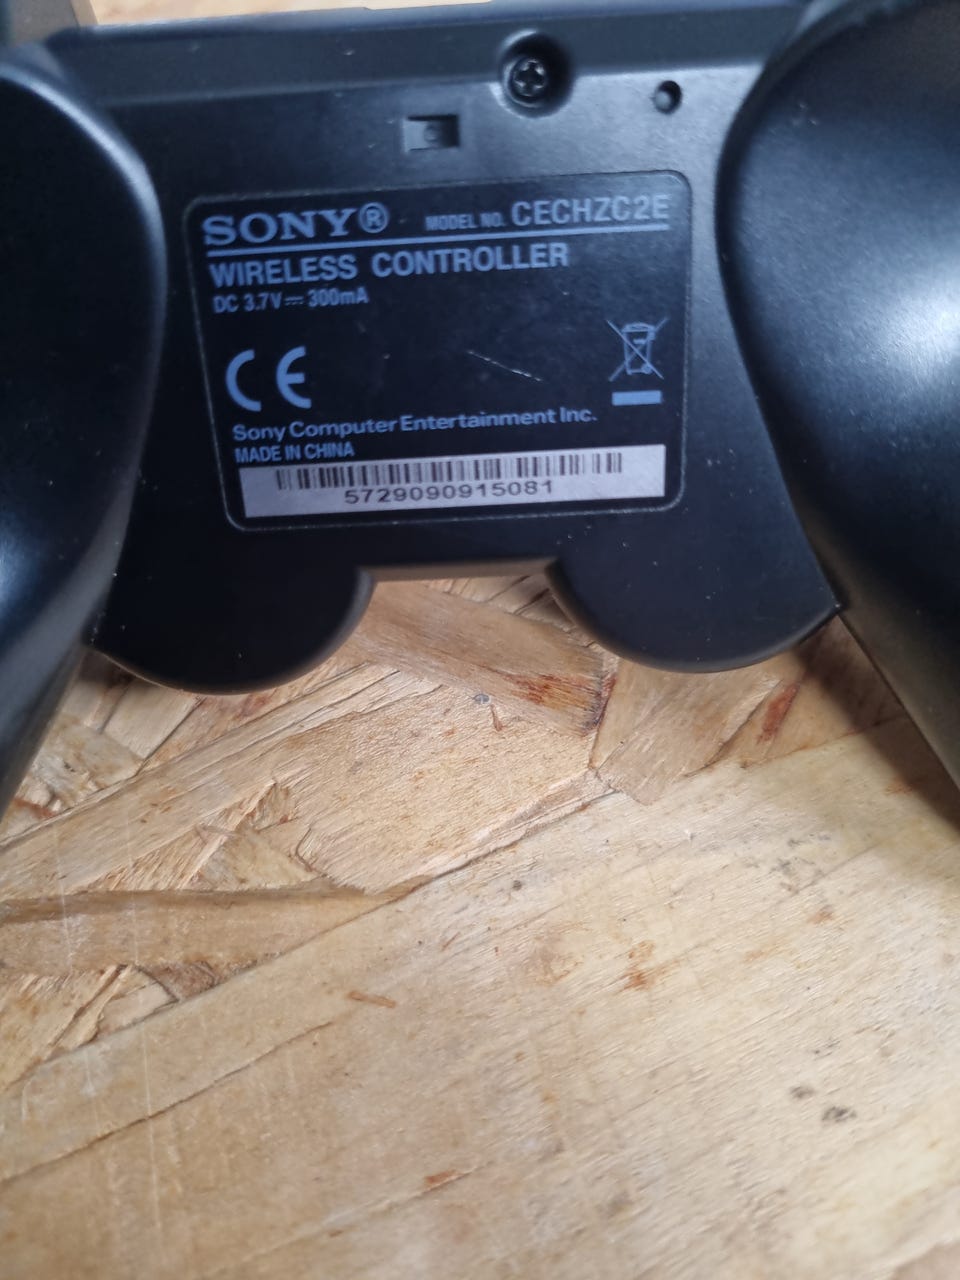 SONY® MODEL NO. CECHZC2E
WIRELESS CONTROLLER
DC 3.7V⎓300mA
CE
Sony Computer Entertainment Inc.
MADE IN CHINA
5729090915081